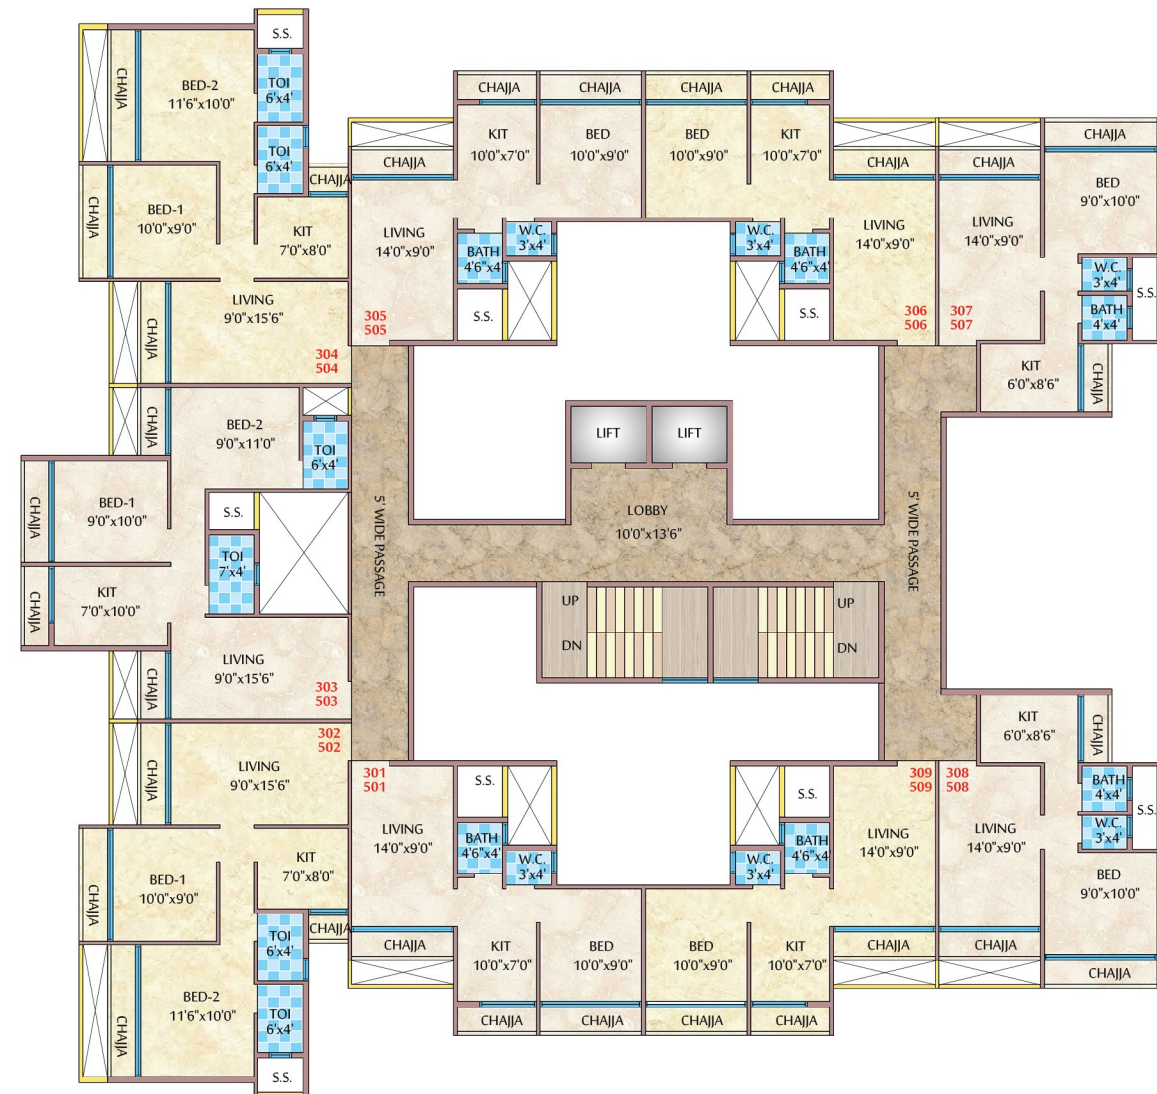 S.S.
CHAJJA
BED-2
11'6"x10'0"
TOI
6'x4'
TOI
6'x4'
CHAJJA
BED-1
10'0"x9'0"
CHAJJA
KIT
7'0"x8'0"
CHAJJA
LIVING
9'0"x15'6"
304
504
CHAJJA
CHAJJA
KIT
10'0"x7'0"
BED
10'0"x9'0"
CHAJJA
LIVING
14'0"x9'0"
BATH
4'6"x4'
W.C.
3'x4'
S.S.
305
505
CHAJJA
CHAJJA
BED
10'0"x9'0"
KIT
10'0"x7'0"
CHAJJA
LIVING
14'0"x9'0"
W.C.
3'x4'
BATH
4'6"x4'
S.S.
306
506
CHAJJA
CHAJJA
BED
9'0"x10'0"
LIVING
14'0"x9'0"
W.C.
3'x4'
BATH
4'x4'
S.S.
307
507
KIT
6'0"x8'6"
CHAJJA
CHAJJA
BED-2
9'0"x11'0"
TOI
6'x4'
CHAJJA
BED-1
9'0"x10'0"
S.S.
TOI
7'x4'
CHAJJA
KIT
7'0"x10'0"
CHAJJA
LIVING
9'0"x15'6"
303
503
5' WIDE PASSAGE
LIFT
LIFT
LOBBY
10'0"x13'6"
5' WIDE PASSAGE
UP
DN
UP
DN
302
502
CHAJJA
LIVING
9'0"x15'6"
CHAJJA
BED-1
10'0"x9'0"
KIT
7'0"x8'0"
CHAJJA
TOI
6'x4'
CHAJJA
BED-2
11'6"x10'0"
TOI
6'x4'
S.S.
301
501
S.S.
LIVING
14'0"x9'0"
BATH
4'6"x4'
W.C.
3'x4'
CHAJJA
KIT
10'0"x7'0"
BED
10'0"x9'0"
CHAJJA
CHAJJA
309
509
S.S.
LIVING
14'0"x9'0"
BATH
4'6"x4
W.C.
3'x4'
BED
10'0"x9'0"
KIT
10'0"x7'0"
CHAJJA
CHAJJA
CHAJJA
KIT
6'0"x8'6"
CHAJJA
308
508
BATH
4'x4'
S.S.
LIVING
14'0"x9'0"
W.C.
3'x4'
BED
9'0"x10'0"
CHAJJA
CHAJJA